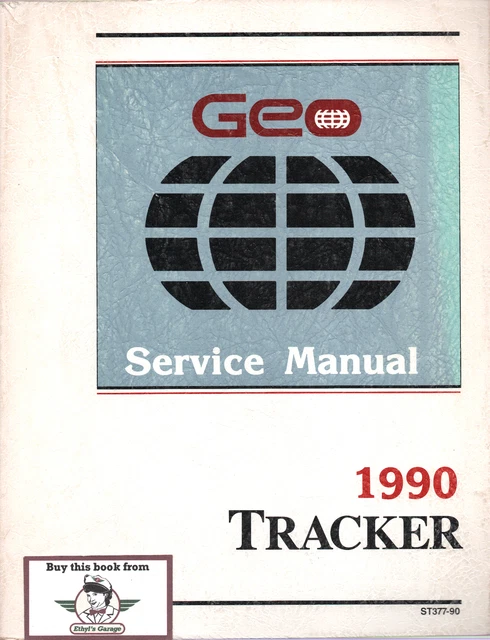 Geo
Service Manual
1990
TRACKER
Buy this book from
Ethyl's Garage
ST377-90